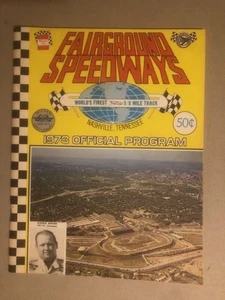 FAIRGROUND
SPEEDWAYS
WORLD'S FINEST 5/8 MILE TRACK
NASHVILLE, TENNESSEE
50¢
1973 OFFICIAL PROGRAM